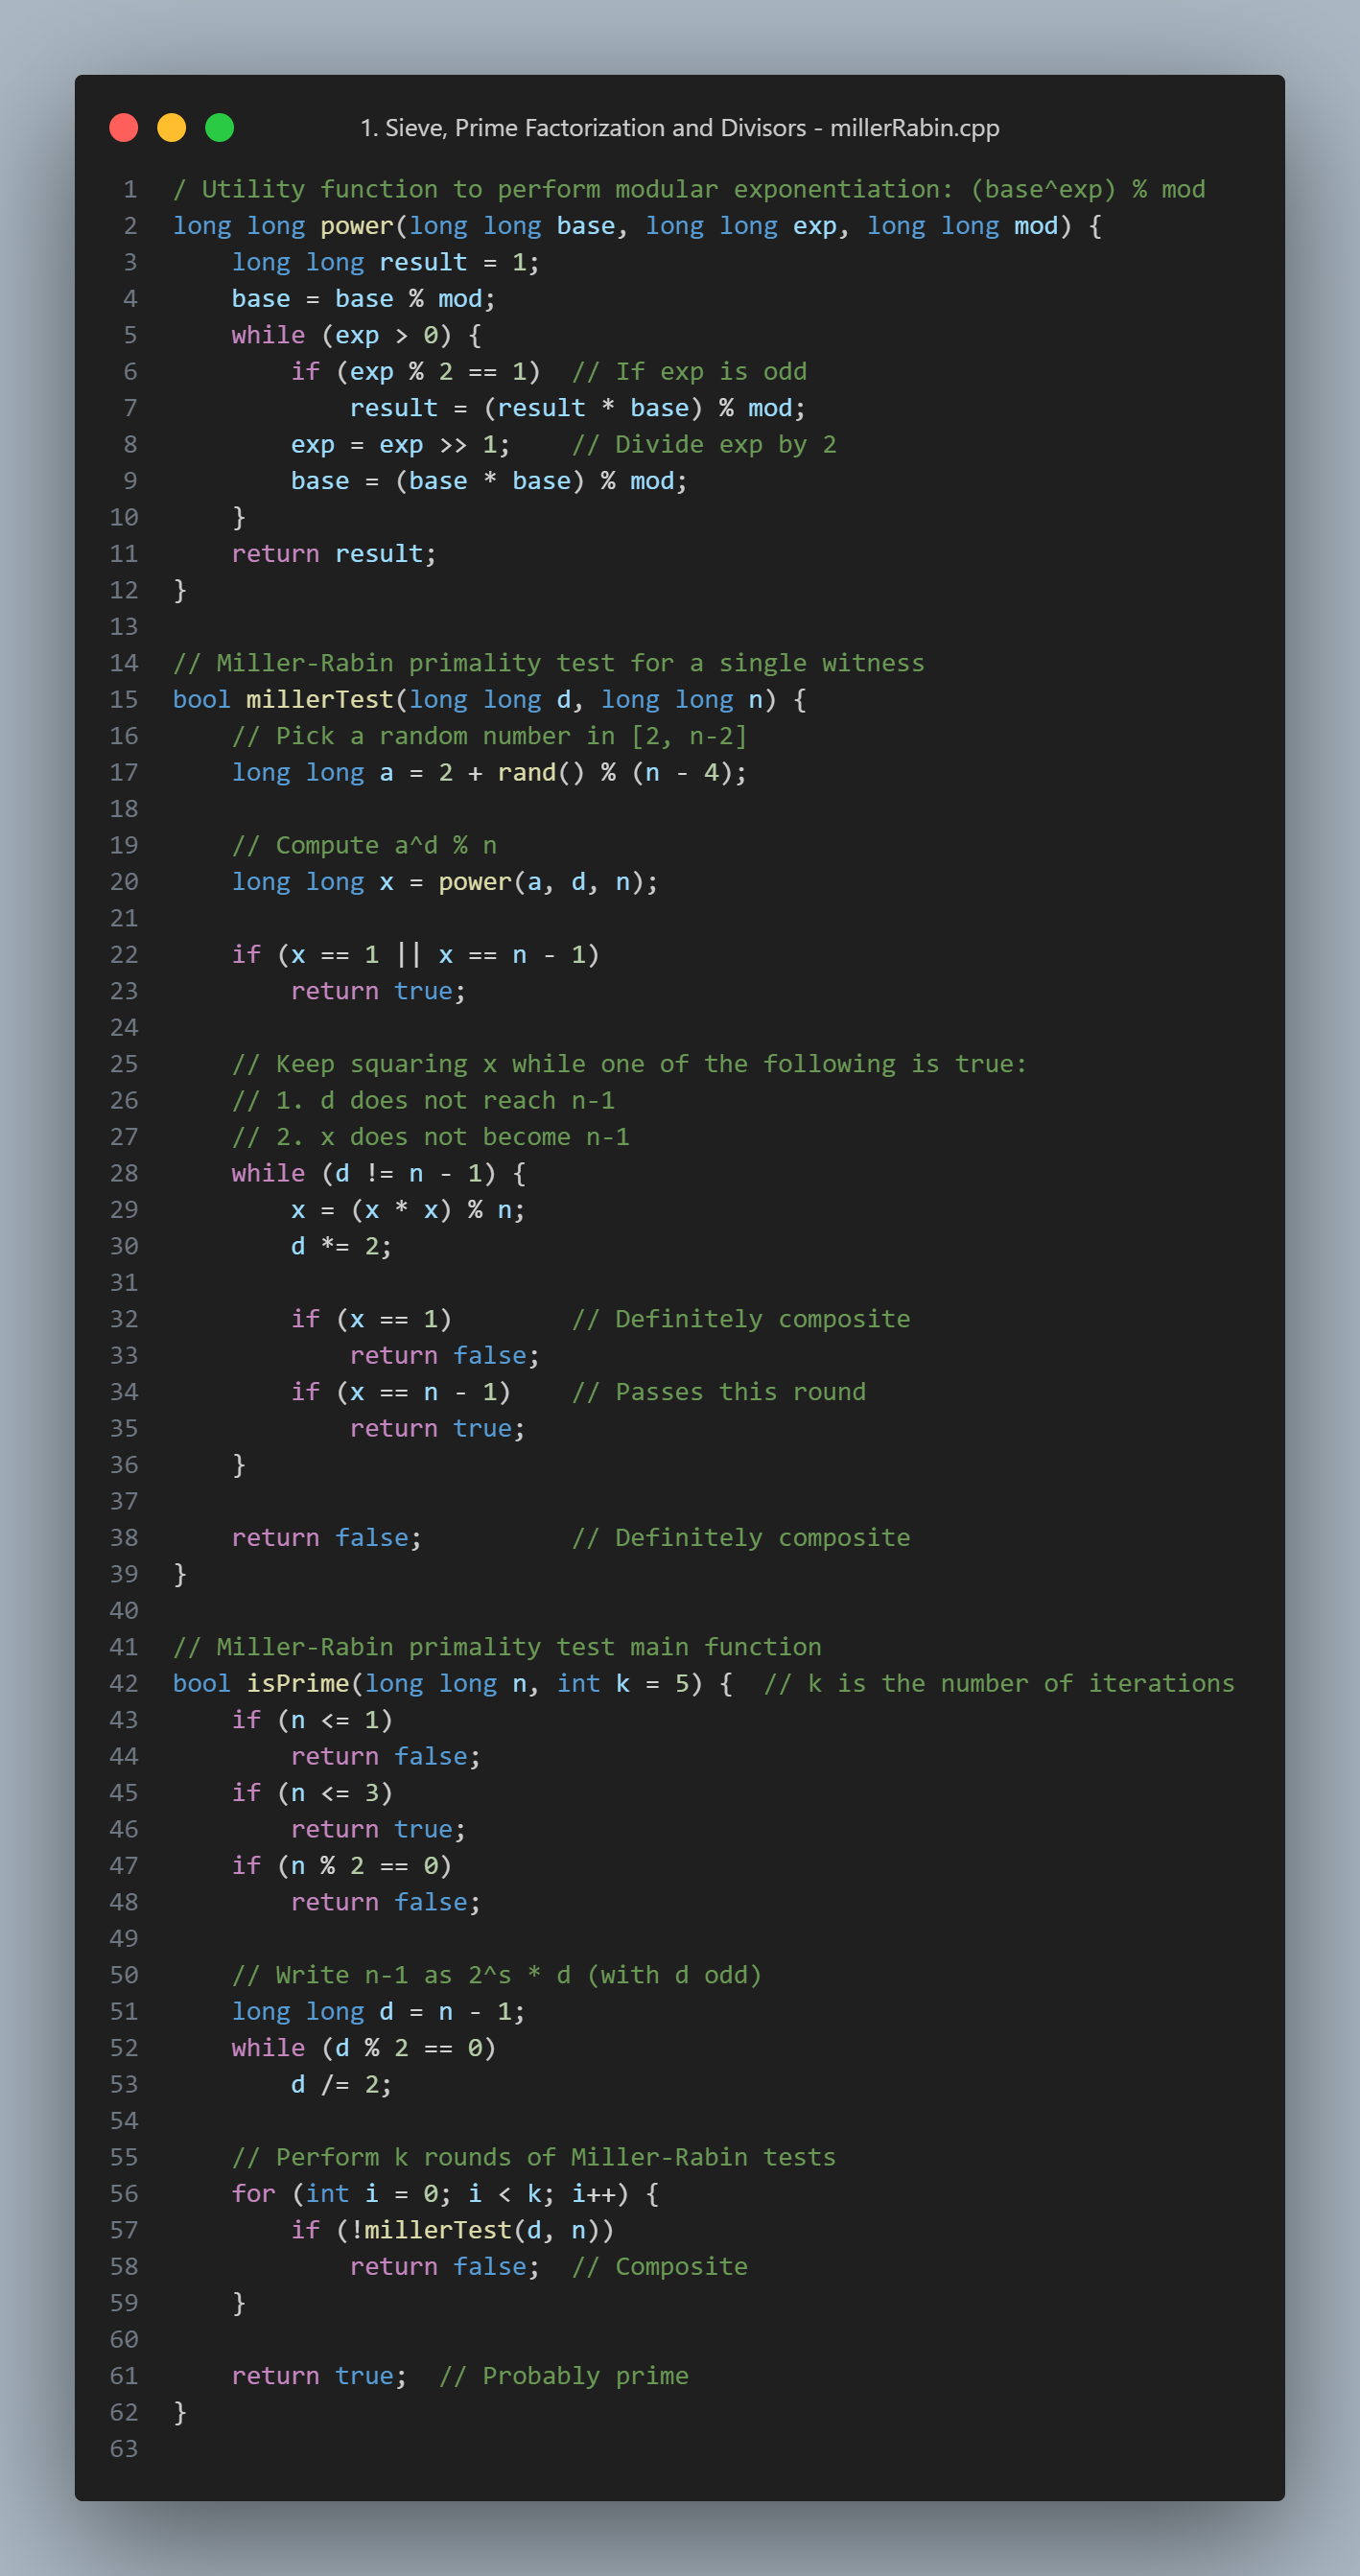 1. Sieve, Prime Factorization and Divisors - millerRabin.cpp
1 / Utility function to perform modular exponentiation: (base^exp) % mod
2 long long power(long long base, long long exp, long long mod) {
3     long long result = 1;
4     base = base % mod;
5     while (exp > 0) {
6         if (exp % 2 == 1)  // If exp is odd
7             result = (result * base) % mod;
8         exp = exp >> 1;    // Divide exp by 2
9         base = (base * base) % mod;
10     }
11     return result;
12 }
13
14 // Miller-Rabin primality test for a single witness
15 bool millerTest(long long d, long long n) {
16     // Pick a random number in [2, n-2]
17     long long a = 2 + rand() % (n - 4);
18
19     // Compute a^d % n
20     long long x = power(a, d, n);
21
22     if (x == 1 || x == n - 1)
23         return true;
24
25     // Keep squaring x while one of the following is true:
26     // 1. d does not reach n-1
27     // 2. x does not become n-1
28     while (d != n - 1) {
29         x = (x * x) % n;
30         d *= 2;
31
32         if (x == 1)        // Definitely composite
33             return false;
34         if (x == n - 1)    // Passes this round
35             return true;
36     }
37
38     return false;          // Definitely composite
39 }
40
41 // Miller-Rabin primality test main function
42 bool isPrime(long long n, int k = 5) {  // k is the number of iterations
43     if (n <= 1)
44         return false;
45     if (n <= 3)
46         return true;
47     if (n % 2 == 0)
48         return false;
49
50     // Write n-1 as 2^s * d (with d odd)
51     long long d = n - 1;
52     while (d % 2 == 0)
53         d /= 2;
54
55     // Perform k rounds of Miller-Rabin tests
56     for (int i = 0; i < k; i++) {
57         if (!millerTest(d, n))
58             return false;  // Composite
59     }
60
61     return true;  // Probably prime
62 }
63